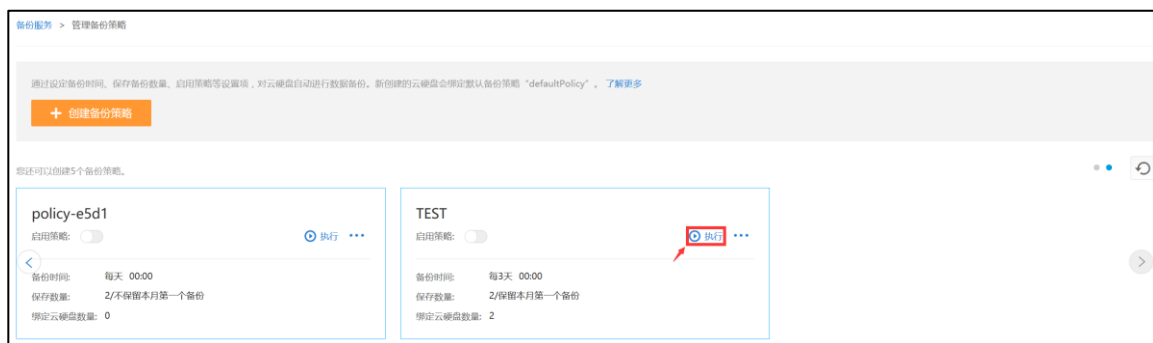 备份服务 > 管理备份策略
通过设定备份时间、保存备份数量、启用策略等设置项，对云硬盘自动进行数据备份。新创建的云硬盘会绑定默认备份策略 “defaultPolicy” 。 了解更多
+ 创建备份策略
您还可以创建5个备份策略。
policy-e5d1
启用策略: 执行 •••
备份时间: 每天 00:00
保存数量: 2/不保留本月第一个备份
绑定云硬盘数量: 0
TEST
启用策略: 执行 •••
备份时间: 每3天 00:00
保存数量: 2/保留本月第一个备份
绑定云硬盘数量: 2